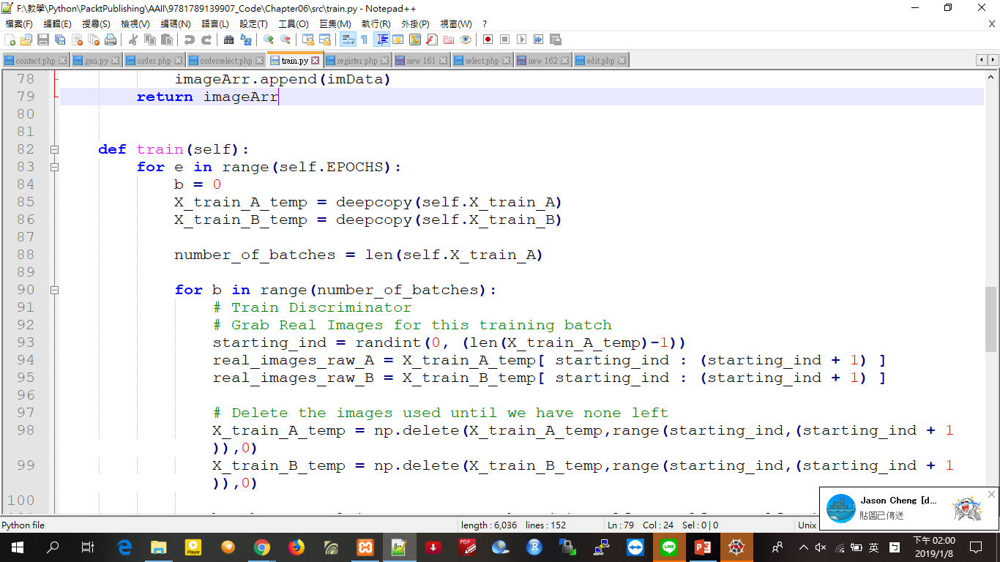 F:\教學\Python\PacktPublishing\AAII\9781789139907_Code\Chapter06\src\train.py - Notepad++
檔案(F) 編輯(E) 搜尋(S) 檢視(V) 編碼(N) 語言(L) 設定(T) 工具(O) 巨集(M) 執行(R) 外掛(P) 視窗(W) ? X
contact.php gan.py order.php orderselect.php train.py register.php new 161 select.php new 162 edit.php
78 imageArr.append(imData)
79 return imageArr
80
81
82 def train(self):
83 for e in range(self.EPOCHS):
84 b = 0
85 X_train_A_temp = deepcopy(self.X_train_A)
86 X_train_B_temp = deepcopy(self.X_train_B)
87
88 number_of_batches = len(self.X_train_A)
89
90 for b in range(number_of_batches):
91 # Train Discriminator
92 # Grab Real Images for this training batch
93 starting_ind = randint(0, (len(X_train_A_temp)-1))
94 real_images_raw_A = X_train_A_temp[ starting_ind : (starting_ind + 1) ]
95 real_images_raw_B = X_train_B_temp[ starting_ind : (starting_ind + 1) ]
96
97 # Delete the images used until we have none left
98 X_train_A_temp = np.delete(X_train_A_temp,range(starting_ind,(starting_ind + 1
)),0)
99 X_train_B_temp = np.delete(X_train_B_temp,range(starting_ind,(starting_ind + 1
)),0)
100
Jason Cheng [d...
貼圖已傳送
Python file length : 6,036 lines : 152 Ln : 79 Col : 24 Sel : 0 | 0 Unix
Player PDF R LINE P 英 下午 02:00
2019/1/8